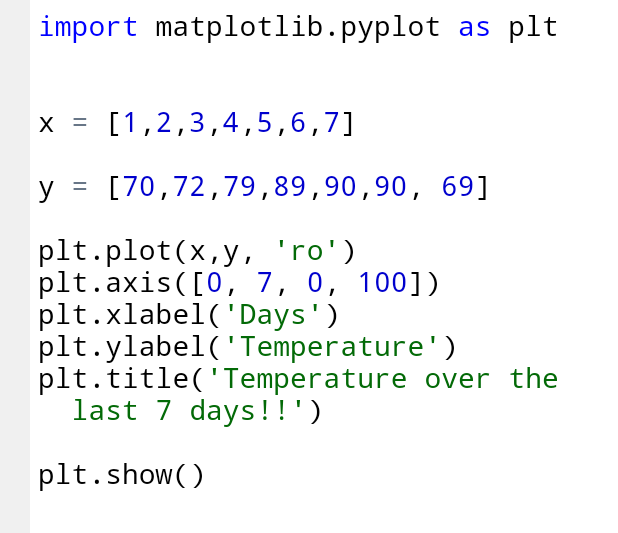 import matplotlib.pyplot as plt
x = [1,2,3,4,5,6,7]
y = [70,72,79,89,90,90, 69]
plt.plot(x,y, 'ro')
plt.axis([0, 7, 0, 100])
plt.xlabel('Days')
plt.ylabel('Temperature')
plt.title('Temperature over the
last 7 days!!')
plt.show()